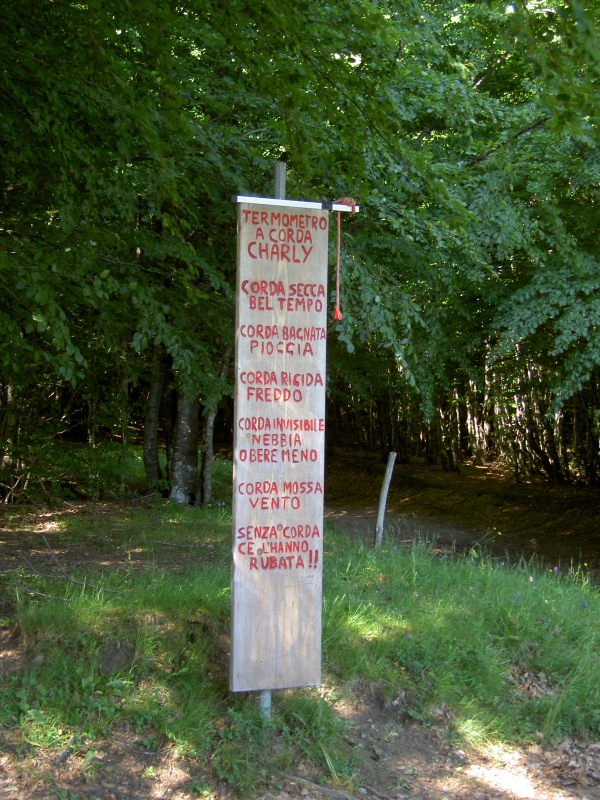 TERMOMETRO
A CORDA
CHARLY
CORDA SECCA
BEL TEMPO
CORDA BAGNATA
PIOGGIA
CORDA RIGIDA
FREDDO
CORDA INVISIBILE
NEBBIA
O BERE MENO
CORDA MOSSA
VENTO
SENZA CORDA
CE L'HANNO
RUBATA!!